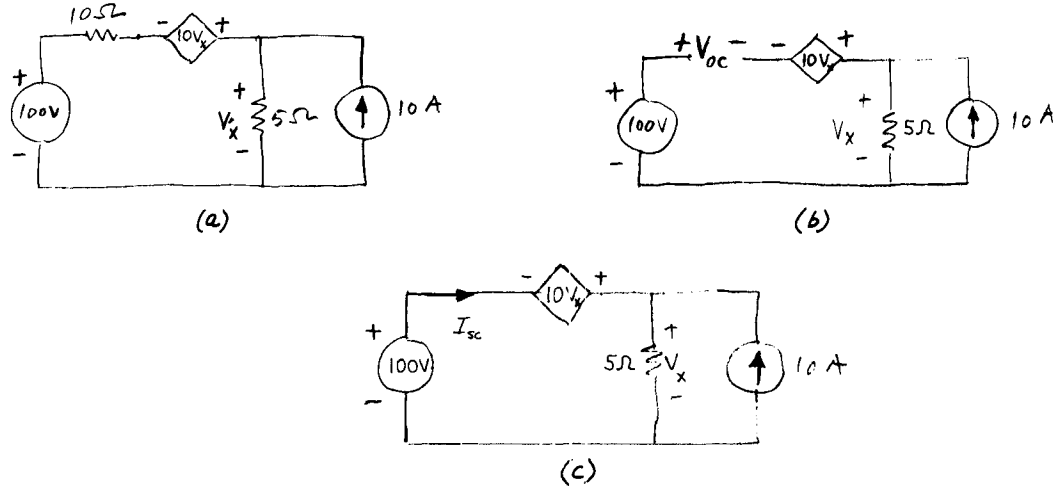 10Ω
- 10Vx +
+ 100V -
+ Vx - 5Ω
10 A
(a)
+ Voc - - 10Vx +
+ 100V -
+ Vx - 5Ω
10 A
(b)
- 10Vx +
Isc
+ 100V -
5Ω + Vx -
10 A
(c)